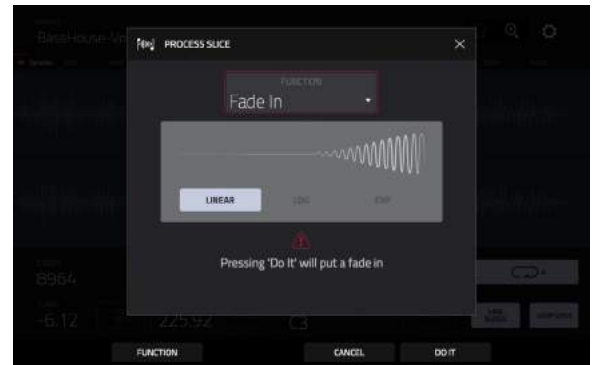 BassHouse-Vo
PROCESS SLICE
FUNCTION
Fade In
LINEAR
LOG
EXP
Pressing 'Do It' will put a fade in
8964
-6.12
225.92
C3
FUNCTION
CANCEL
DO IT